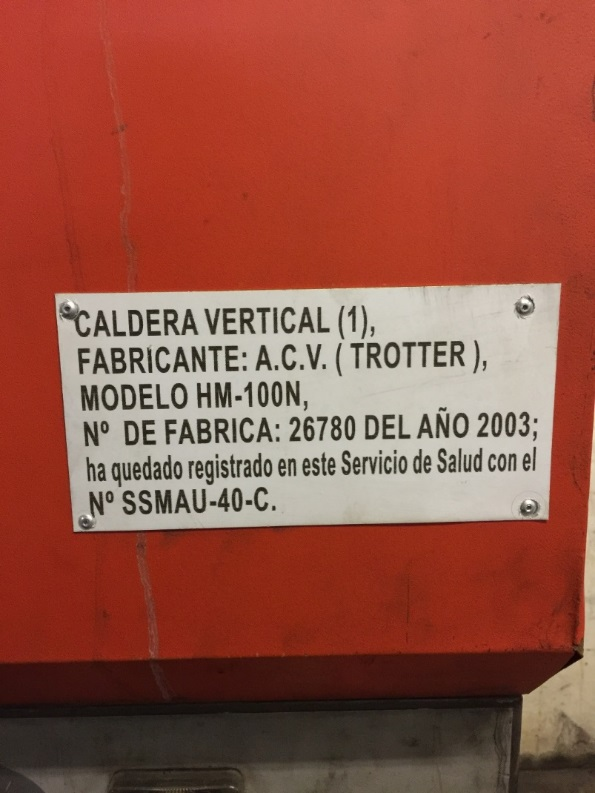 CALDERA VERTICAL (1),
FABRICANTE: A.C.V. ( TROTTER ),
MODELO HM-100N,
Nº DE FABRICA: 26780 DEL AÑO 2003;
ha quedado registrado en este Servicio de Salud con el
Nº SSMAU-40-C.